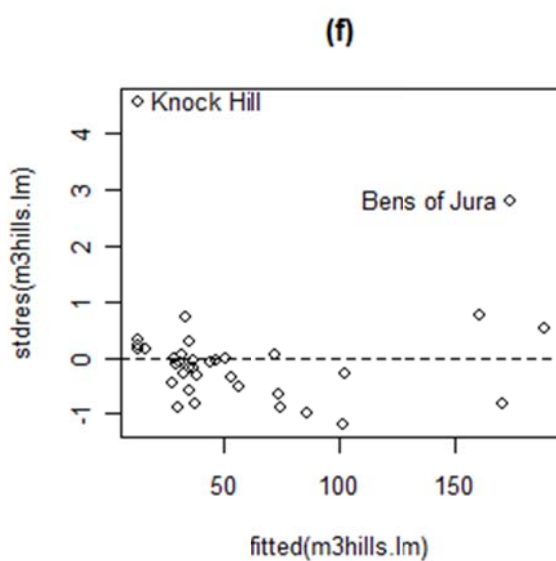 (f)
Knock Hill
Bens of Jura
4
3
2
1
0
-1
stdres(m3hills.lm)
50
100
150
fitted(m3hills.lm)